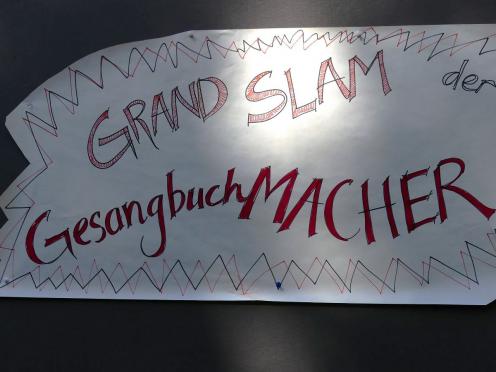 GRAND SLAM der
GesangbuchMACHER